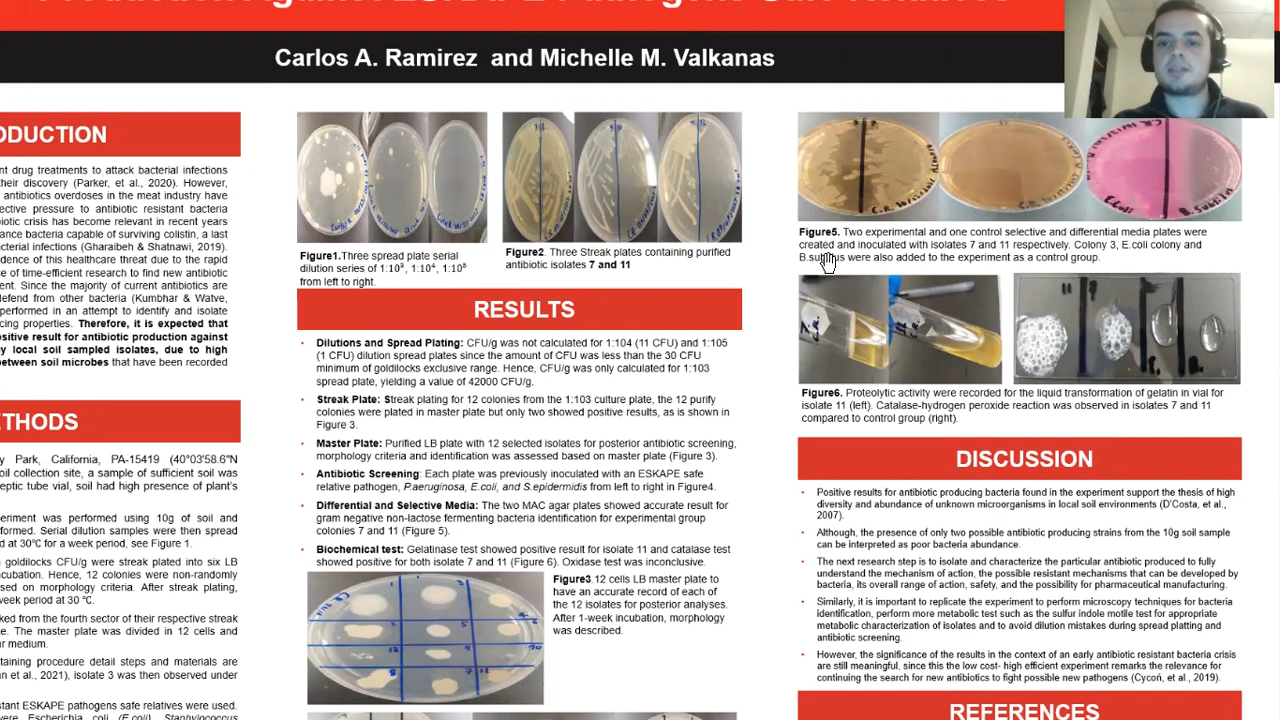 Carlos A. Ramirez and Michelle M. Valkanas
ODUCTION
nt drug treatments to attack bacterial infections
heir discovery (Parker, et al., 2020). However,
antibiotics overdoses in the meat industry have
ective pressure to antibiotic resistant bacteria
biotic crisis has become relevant in recent years
tance bacteria capable of surviving colistin, a last
acterial infections (Gharaibeh & Shatnawi, 2019).
dence of this healthcare threat due to the rapid
ce of time-efficient research to find new antibiotic
ent. Since the majority of current antibiotics are
defend from other bacteria (Kumbhar & Watve,
performed in an attempt to identify and isolate
cing properties. Therefore, it is expected that
ositive result for antibiotic production against
by local soil sampled isolates, due to high
between soil microbes that have been recorded
ETHODS
y Park, California, PA-15419 (40°03'58.6"N
oil collection site, a sample of sufficient soil was
eptic tube vial, soil had high presence of plant's
eriment was performed using 10g of soil and
formed. Serial dilution samples were then spread
d at 30℃ for a week period, see Figure 1.
goldilocks CFU/g were streak plated into six LB
cubation. Hence, 12 colonies were non-randomly
sed on morphology criteria. After streak plating,
week period at 30 ℃.
ked from the fourth sector of their respective streak
te. The master plate was divided in 12 cells and
ar medium.
taining procedure detail steps and materials are
n et al., 2021), isolate 3 was then observed under
stant ESKAPE pathogens safe relatives were used.
were Escherichia coli (E.coli), Staphylococcus
Figure1.Three spread plate serial
dilution series of 1:10³, 1:10⁴, 1:10⁵
from left to right.
Figure2. Three Streak plates containing purified
antibiotic isolates 7 and 11
RESULTS
• Dilutions and Spread Plating: CFU/g was not calculated for 1:104 (11 CFU) and 1:105
(1 CFU) dilution spread plates since the amount of CFU was less than the 30 CFU
minimum of goldilocks exclusive range. Hence, CFU/g was only calculated for 1:103
spread plate, yielding a value of 42000 CFU/g.
• Streak Plate: Streak plating for 12 colonies from the 1:103 culture plate, the 12 purify
colonies were plated in master plate but only two showed positive results, as is shown in
Figure 3.
• Master Plate: Purified LB plate with 12 selected isolates for posterior antibiotic screening,
morphology criteria and identification was assessed based on master plate (Figure 3).
• Antibiotic Screening: Each plate was previously inoculated with an ESKAPE safe
relative pathogen, P.aeruginosa, E.coli, and S.epidermidis from left to right in Figure4.
• Differential and Selective Media: The two MAC agar plates showed accurate result for
gram negative non-lactose fermenting bacteria identification for experimental group
colonies 7 and 11 (Figure 5).
• Biochemical test: Gelatinase test showed positive result for isolate 11 and catalase test
showed positive for both isolate 7 and 11 (Figure 6). Oxidase test was inconclusive.
Figure3.12 cells LB master plate to
have an accurate record of each of
the 12 isolates for posterior analyses.
After 1-week incubation, morphology
was described.
E.coli
B.Subtilis
Figure5. Two experimental and one control selective and differential media plates were
created and inoculated with isolates 7 and 11 respectively. Colony 3, E.coli colony and
were also added to the experiment as a control group.
Figure6. Proteolytic activity were recorded for the liquid transformation of gelatin in vial for
isolate 11 (left). Catalase-hydrogen peroxide reaction was observed in isolates 7 and 11
compared to control group (right).
DISCUSSION
• Positive results for antibiotic producing bacteria found in the experiment support the thesis of high
diversity and abundance of unknown microorganisms in local soil environments (D'Costa, et al.,
2007).
• Although, the presence of only two possible antibiotic producing strains from the 10g soil sample
can be interpreted as poor bacteria abundance.
• The next research step is to isolate and characterize the particular antibiotic produced to fully
understand the mechanism of action, the possible resistant mechanisms that can be developed by
bacteria, its overall range of action, safety, and the possibility for pharmaceutical manufacturing.
• Similarly, it is important to replicate the experiment to perform microscopy techniques for bacteria
identification, perform more metabolic test such as the sulfur indole motile test for appropriate
metabolic characterization of isolates and to avoid dilution mistakes during spread platting and
antibiotic screening.
• However, the significance of the results in the context of an early antibiotic resistant bacteria crisis
are still meaningful, since this the low cost- high efficient experiment remarks the relevance for
continuing the search for new antibiotics to fight possible new pathogens (Cycoń, et al., 2019).
REFERENCES